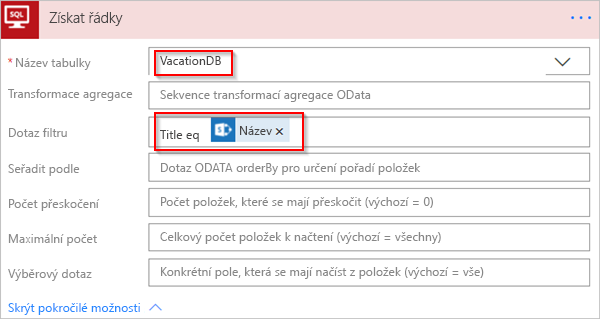 SQL Získat řádky ...
* Název tabulky VacationDB
Transformace agregace Sekvence transformací agregace OData
Dotaz filtru Title eq S Název ×
Seřadit podle Dotaz ODATA orderBy pro určení pořadí položek
Počet přeskočení Počet položek, které se mají přeskočit (výchozí = 0)
Maximální počet Celkový počet položek k načtení (výchozí = všechny)
Výběrový dotaz Konkrétní pole, která se mají načíst z položek (výchozí = vše)
Skrýt pokročilé možnosti